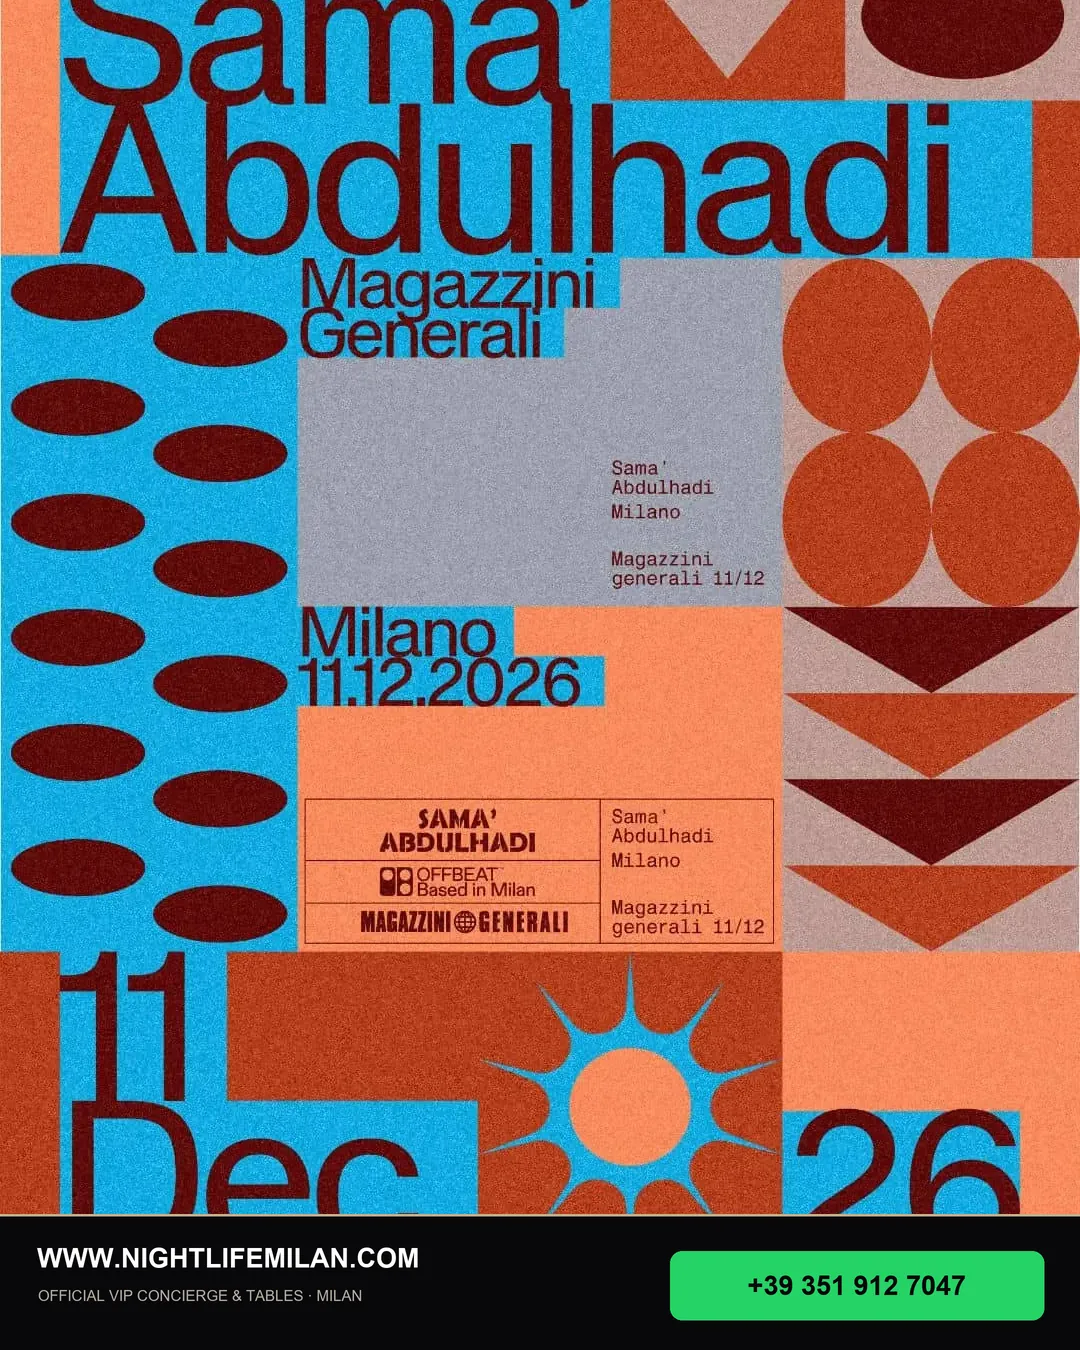 Sama'
Abdulhadi
Magazzini
Generali
Sama'
Abdulhadi
Milano
Magazzini
generali 11/12
Milano
11.12.2026
SAMA'
ABDULHADI
OFFBEAT
Based in Milan
MAGAZZINI GENERALI
Sama'
Abdulhadi
Milano
Magazzini
generali 11/12
11
Dec
26
WWW.NIGHTLIFEMILAN.COM
OFFICIAL VIP CONCIERGE & TABLES · MILAN
+39 351 912 7047